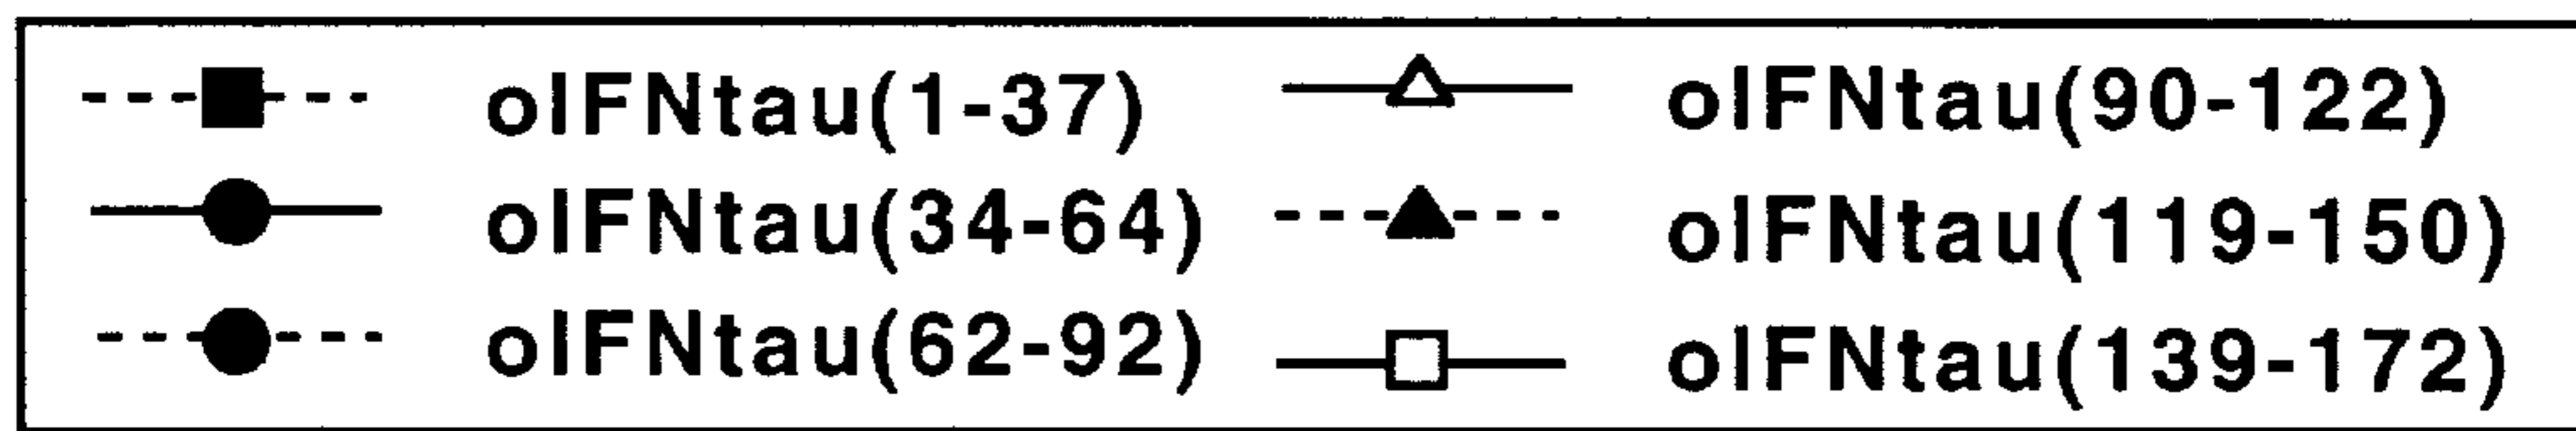 oIFNtau(1-37)
oIFNtau(34-64)
oIFNtau(62-92)
oIFNtau(90-122)
oIFNtau(119-150)
oIFNtau(139-172)